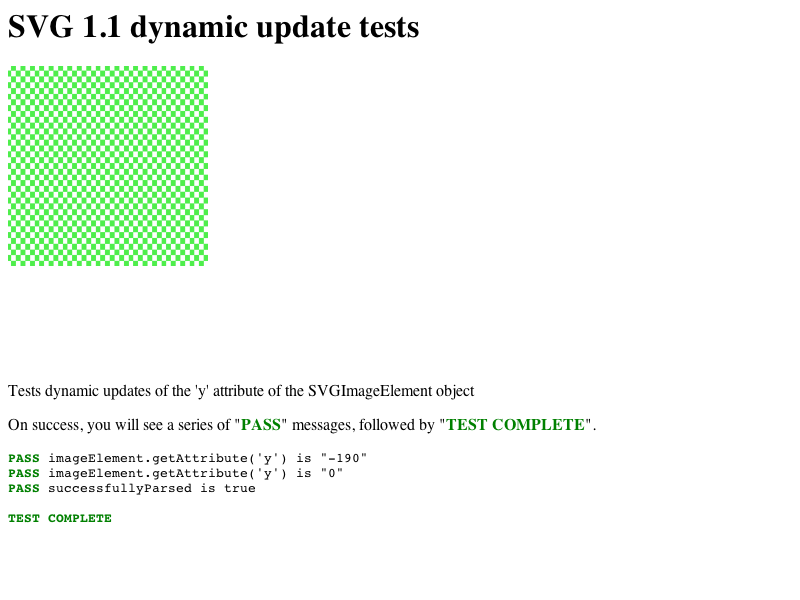 SVG 1.1 dynamic update tests
Tests dynamic updates of the 'y' attribute of the SVGImageElement object
On success, you will see a series of "PASS" messages, followed by "TEST COMPLETE".
PASS imageElement.getAttribute('y') is "-190"
PASS imageElement.getAttribute('y') is "0"
PASS successfullyParsed is true
TEST COMPLETE